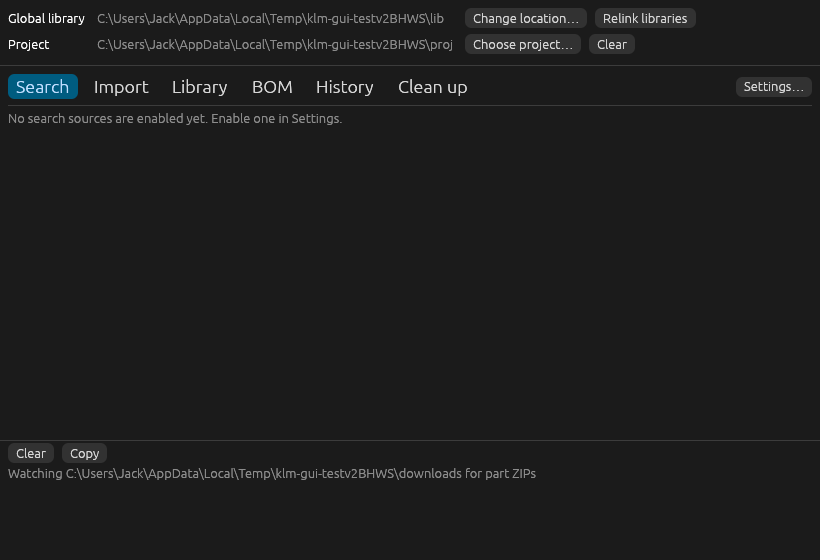 Global library C:\Users\Jack\AppData\Local\Temp\klm-gui-testv2BHWS\lib Change location… Relink libraries
Project C:\Users\Jack\AppData\Local\Temp\klm-gui-testv2BHWS\proj Choose project… Clear
Search Import Library BOM History Clean up Settings…
No search sources are enabled yet. Enable one in Settings.
Clear Copy
Watching C:\Users\Jack\AppData\Local\Temp\klm-gui-testv2BHWS\downloads for part ZIPs